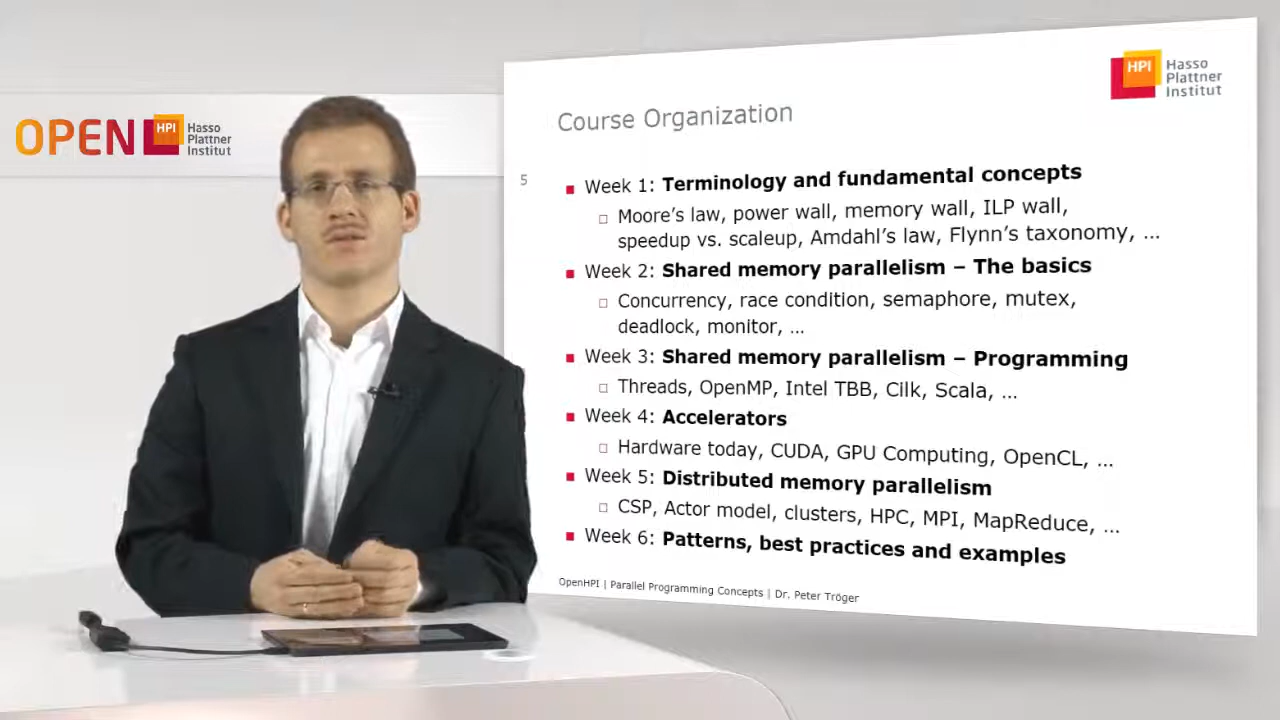 OPEN HPI Hasso
Plattner
Institut
HPI Hasso
Plattner
Institut
Course Organization
5
Week 1: Terminology and fundamental concepts
Moore's law, power wall, memory wall, ILP wall,
speedup vs. scaleup, Amdahl's law, Flynn's taxonomy, ...
Week 2: Shared memory parallelism – The basics
Concurrency, race condition, semaphore, mutex,
deadlock, monitor, ...
Week 3: Shared memory parallelism – Programming
Threads, OpenMP, Intel TBB, Cilk, Scala, ...
Week 4: Accelerators
Hardware today, CUDA, GPU Computing, OpenCL, ...
Week 5: Distributed memory parallelism
CSP, Actor model, clusters, HPC, MPI, MapReduce, ...
Week 6: Patterns, best practices and examples
OpenHPI | Parallel Programming Concepts | Dr. Peter Tröger